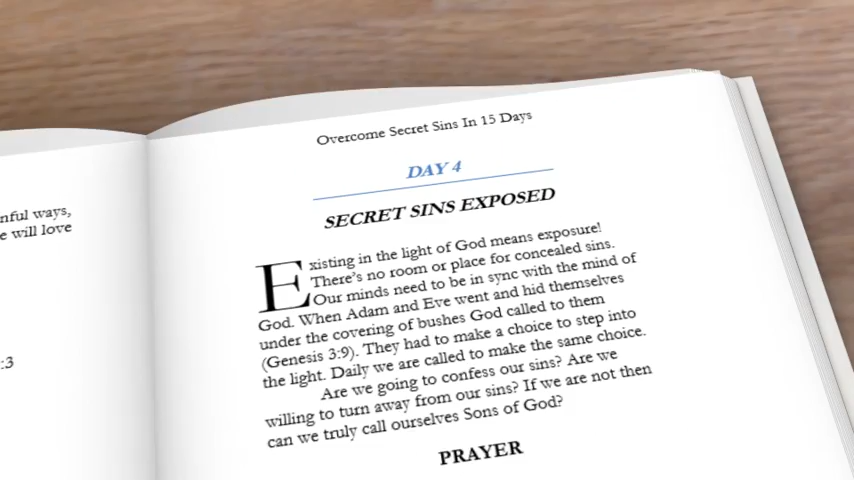 nful ways,
e will love
:3
Overcome Secret Sins In 15 Days
DAY 4
SECRET SINS EXPOSED
Existing in the light of God means exposure!
There's no room or place for concealed sins.
Our minds need to be in sync with the mind of
God. When Adam and Eve went and hid themselves
under the covering of bushes God called to them
(Genesis 3:9). They had to make a choice to step into
the light. Daily we are called to make the same choice.
Are we going to confess our sins? Are we
willing to turn away from our sins? If we are not then
can we truly call ourselves Sons of God?
PRAYER